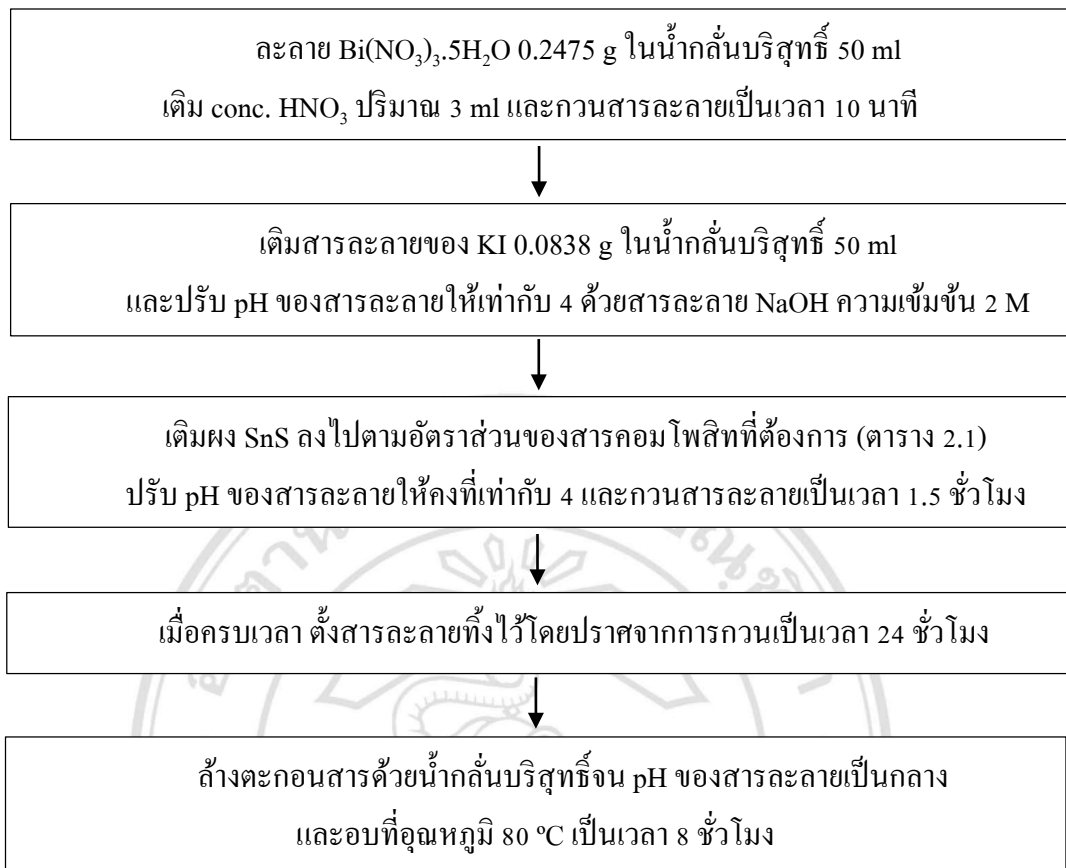 ละลาย Bi(NO₃)₃.5H₂O 0.2475 g ในน้ำกลั่นบริสุทธิ์ 50 ml
เติม conc. HNO₃ ปริมาณ 3 ml และกวนสารละลายเป็นเวลา 10 นาที
เติมสารละลายของ KI 0.0838 g ในน้ำกลั่นบริสุทธิ์ 50 ml
และปรับ pH ของสารละลายให้เท่ากับ 4 ด้วยสารละลาย NaOH ความเข้มข้น 2 M
เติมผง SnS ลงไปตามอัตราส่วนของสารคอมโพสิทที่ต้องการ (ตาราง 2.1)
ปรับ pH ของสารละลายให้คงที่เท่ากับ 4 และกวนสารละลายเป็นเวลา 1.5 ชั่วโมง
เมื่อครบเวลา ตั้งสารละลายทิ้งไว้โดยปราศจากการกวนเป็นเวลา 24 ชั่วโมง
ล้างตะกอนสารด้วยน้ำกลั่นบริสุทธิ์จน pH ของสารละลายเป็นกลาง
และอบที่อุณหภูมิ 80 ºC เป็นเวลา 8 ชั่วโมง